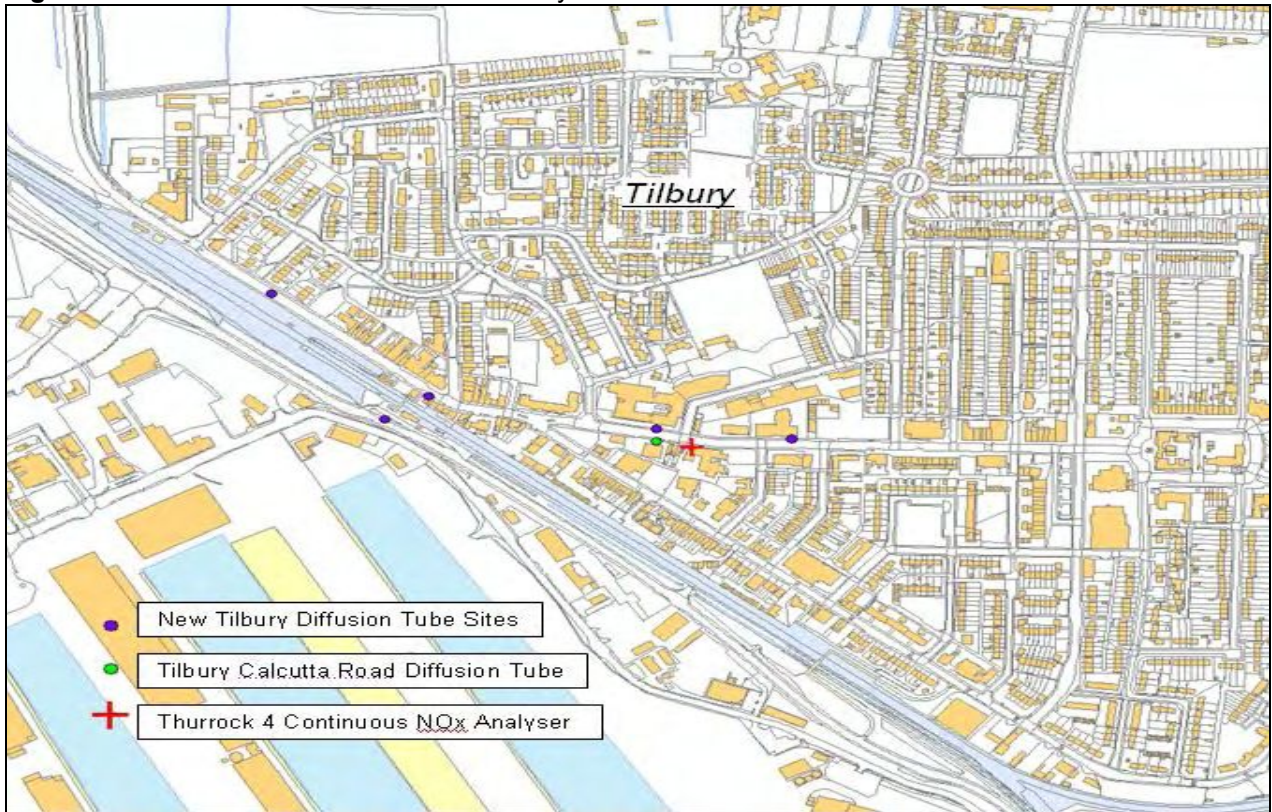 Tilbury
New Tilbury Diffusion Tube Sites
Tilbury Calcutta Road Diffusion Tube
Thurrock 4 Continuous NOx Analyser